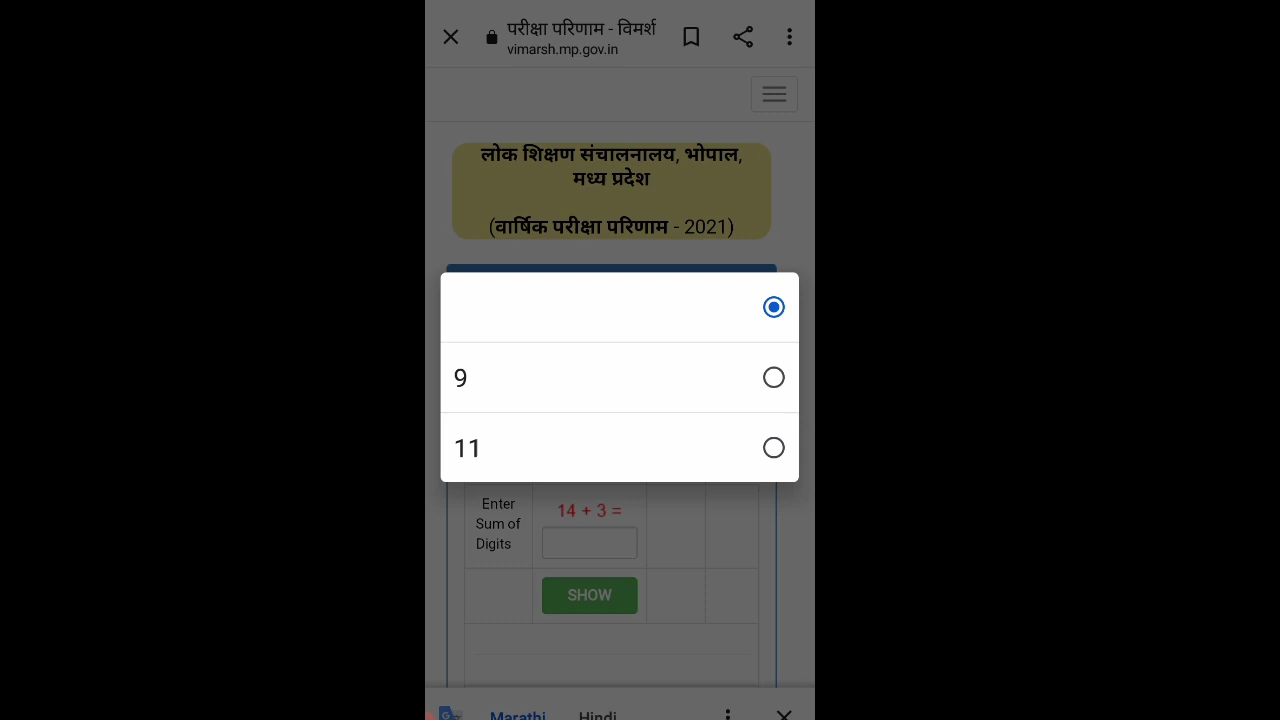 परीक्षा परिणाम - विमर्श
vimarsh.mp.gov.in
लोक शिक्षण संचालनालय, भोपाल,
मध्य प्रदेश
(वार्षिक परीक्षा परिणाम - 2021)
9
11
Enter
Sum of
Digits
14 + 3 =
SHOW
Marathi
Hindi